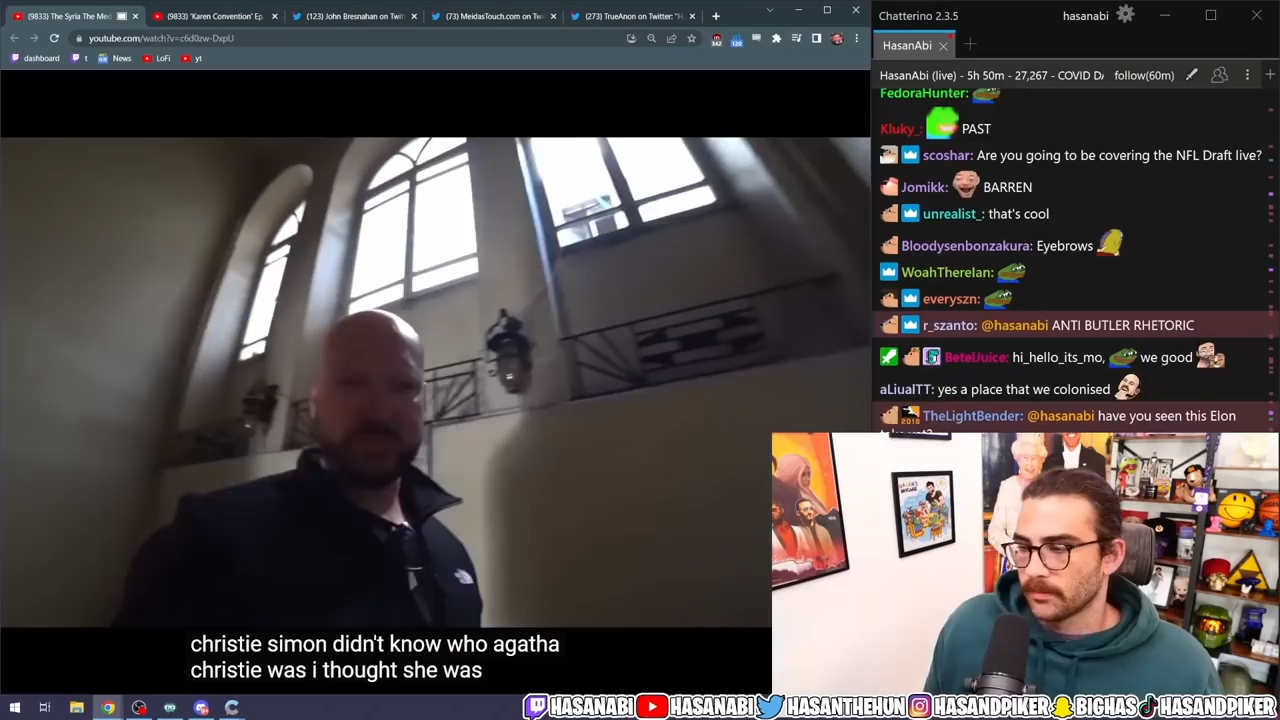 (9833) The Syria The Med
(9833) 'Karen Convention' Ep.
(123) John Bresnahan on Twit
(73) MeidasTouch.com on Tw
(273) TrueAnon on Twitter: "H
youtube.com/watch?v=c6d0zw-DxpU
dashboard
t
News
LoFi
yt
christie simon didn't know who agatha
christie was i thought she was
Chatterino 2.3.5
hasanabi
HasanAbi
HasanAbi (live) - 5h 50m - 27,267 - COVID DA
follow(60m)
FedoraHunter:
Kluky_: PAST
scoshar: Are you going to be covering the NFL Draft live?
Jomikk: BARREN
unrealist_: that's cool
Bloodysenbonzakura: Eyebrows
WoahTherelan:
everyszn:
r_szanto: @hasanabi ANTI BUTLER RHETORIC
BetelJuice: hi_hello_its_mo, we good
aLiualTT: yes a place that we colonised
TheLightBender: @hasanabi have you seen this Elon
HASANABI HASANABI HASANTHEHUN HASANDPIKER BIGHAS HASANDPIKER